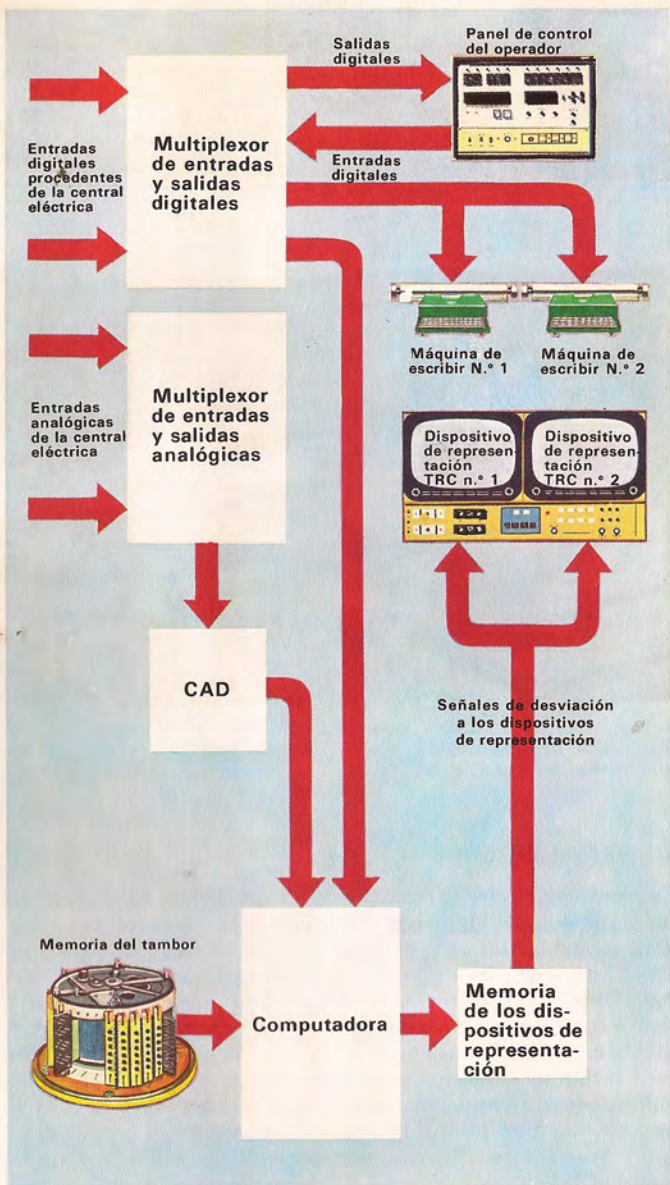 Salidas
digitales
Panel de control
del operador
Entradas
digitales
procedentes
de la central
eléctrica
Multiplexor
de entradas
y salidas
digitales
Entradas
digitales
Máquina de
escribir N.° 1
Máquina de
escribir N.° 2
Entradas
analógicas
de la central
eléctrica
Multiplexor
de entradas
y salidas
analógicas
Dispositivo
de represen-
tación
TRC n.° 1
Dispositivo
de represen-
tación
TRC n.° 2
CAD
Señales de desviación
a los dispositivos
de representación
Memoria del tambor
Computadora
Memoria
de los dis-
positivos de
representa-
ción